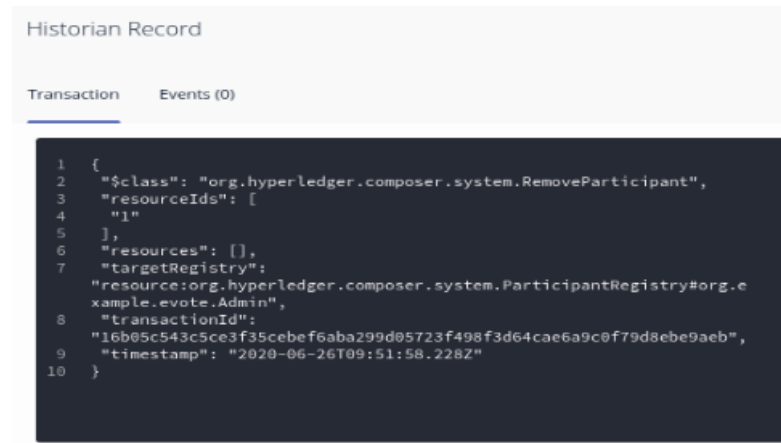 Historian Record
Transaction Events (0)
1 {
2 "$class": "org.hyperledger.composer.system.RemoveParticipant",
3 "resourceIds": [
4 "1"
5 ],
6 "resources": [],
7 "targetRegistry":
"resource:org.hyperledger.composer.system.ParticipantRegistry#org.e
xample.evote.Admin",
8 "transactionId":
"16b05c543c5ce3f35cebef6aba299d05723f498f3d64cae6a9c0f79d8ebe9aeb",
9 "timestamp": "2020-06-26T09:51:58.228Z"
10 }